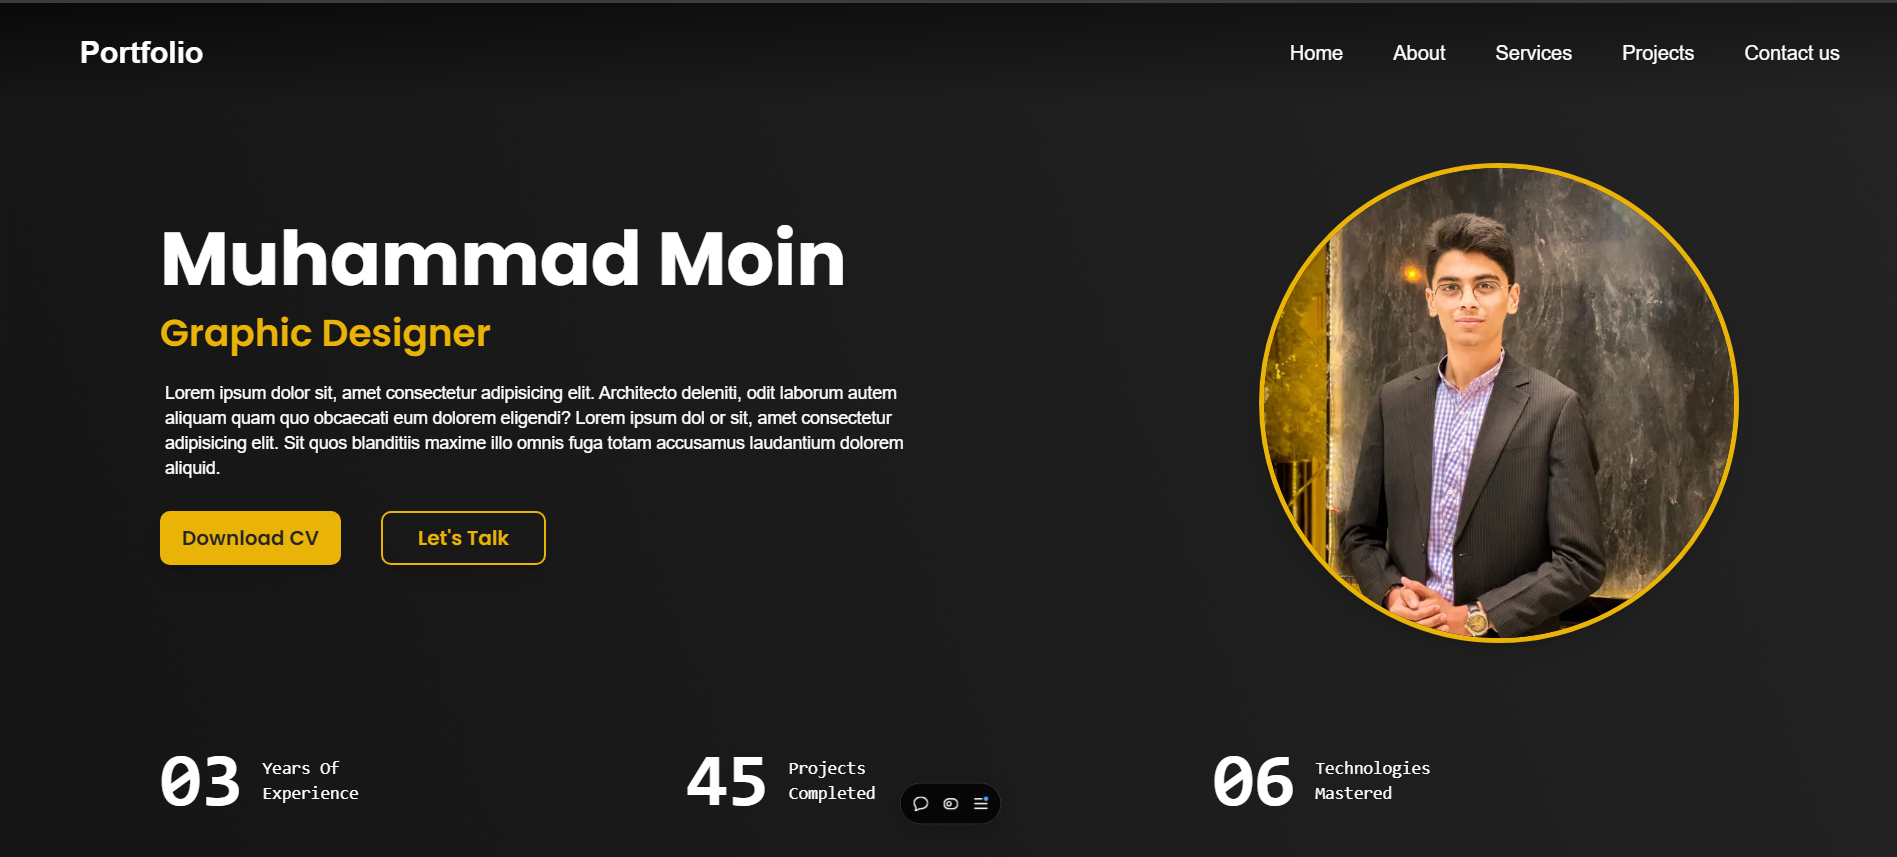 Portfolio
Home About Services Projects Contact us
Muhammad Moin
Graphic Designer
Lorem ipsum dolor sit, amet consectetur adipisicing elit. Architecto deleniti, odit laborum autem
aliquam quam quo obcaecati eum dolorem eligendi? Lorem ipsum dol or sit, amet consectetur
adipisicing elit. Sit quos blanditiis maxime illo omnis fuga totam accusamus laudantium dolorem
aliquid.
Download CV Let's Talk
03 Years Of
Experience
45 Projects
Completed
06 Technologies
Mastered